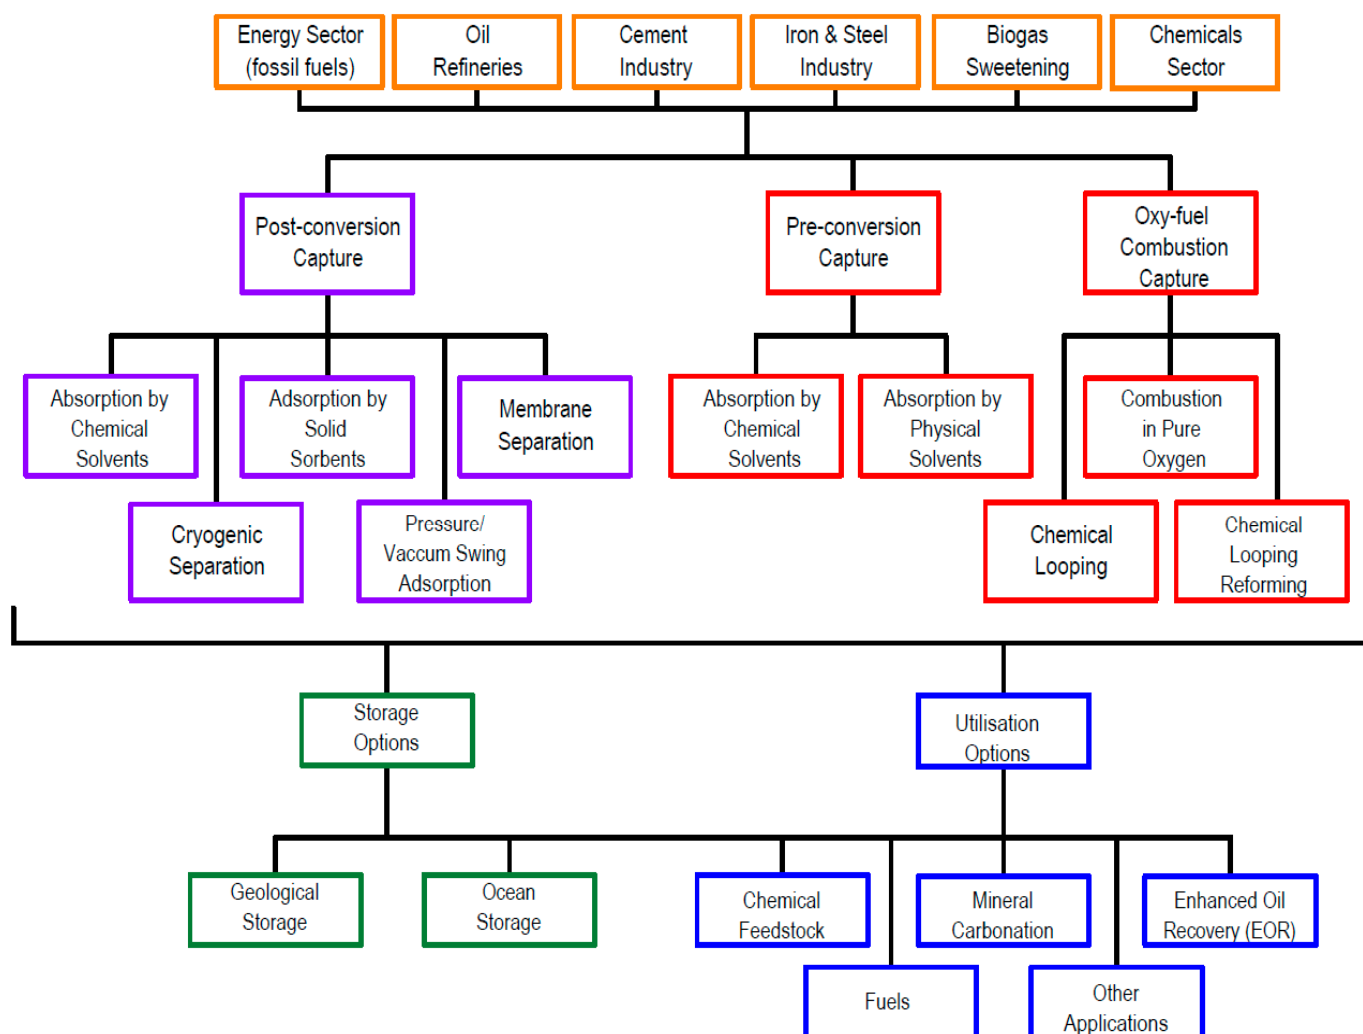 Energy Sector
(fossil fuels)
Oil
Refineries
Cement
Industry
Iron & Steel
Industry
Biogas
Sweetening
Chemicals
Sector
Post-conversion
Capture
Pre-conversion
Capture
Oxy-fuel
Combustion
Capture
Absorption by
Chemical
Solvents
Adsorption by
Solid
Sorbents
Membrane
Separation
Absorption by
Chemical
Solvents
Absorption by
Physical
Solvents
Combustion
in Pure
Oxygen
Cryogenic
Separation
Pressure/
Vaccum Swing
Adsorption
Chemical
Looping
Chemical
Looping
Reforming
Storage
Options
Utilisation
Options
Geological
Storage
Ocean
Storage
Chemical
Feedstock
Mineral
Carbonation
Enhanced Oil
Recovery (EOR)
Fuels
Other
Applications